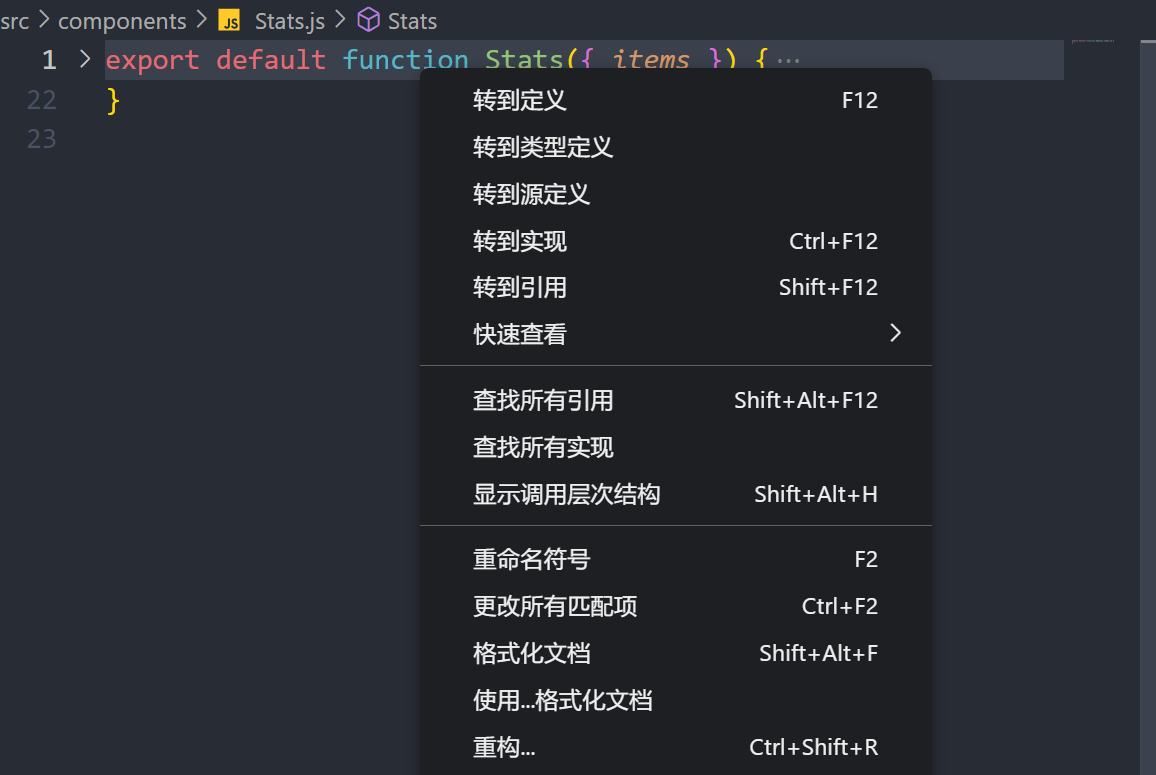 src > components > JS Stats.js > Stats
1 > export default function Stats({ items }) { ···
22 }
23
转到定义 F12
转到类型定义
转到源定义
转到实现 Ctrl+F12
转到引用 Shift+F12
快速查看 >
查找所有引用 Shift+Alt+F12
查找所有实现
显示调用层次结构 Shift+Alt+H
重命名符号 F2
更改所有匹配项 Ctrl+F2
格式化文档 Shift+Alt+F
使用...格式化文档
重构... Ctrl+Shift+R